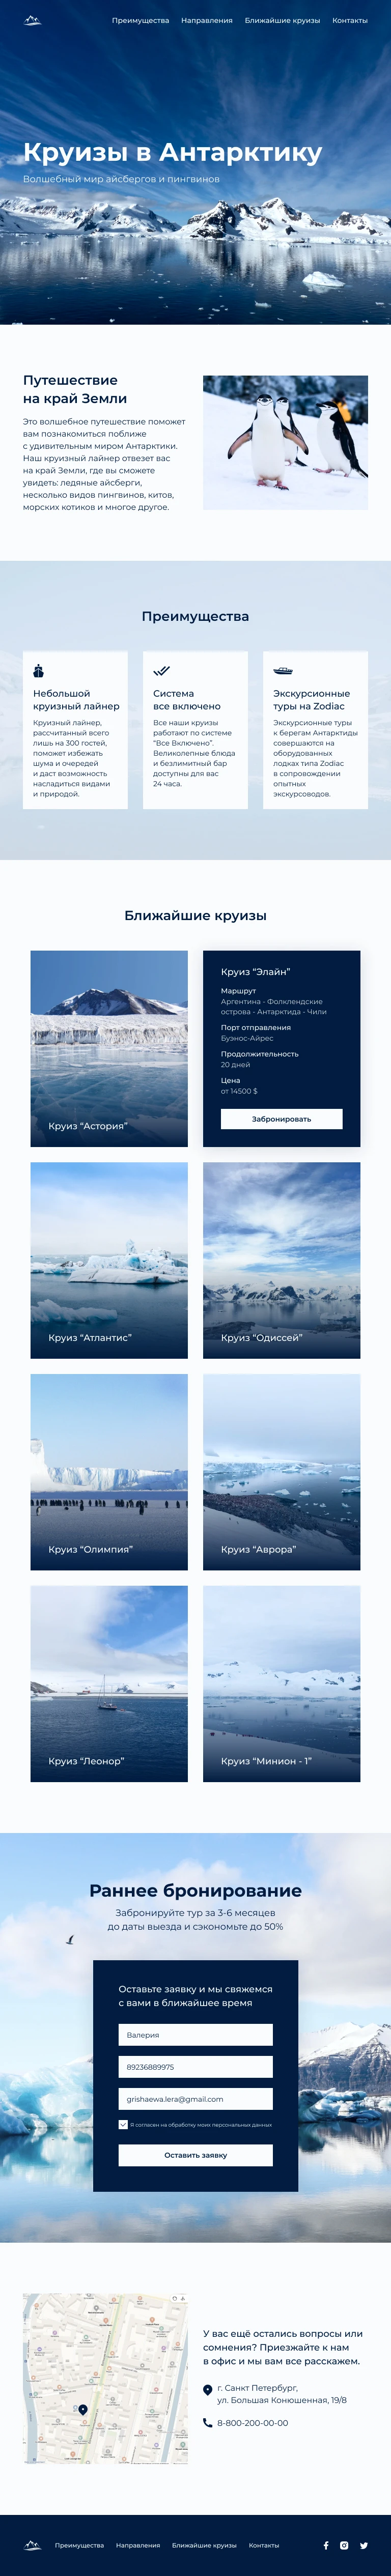 Преимущества
Направления
Ближайшие круизы
Контакты
Круизы в Антарктику
Волшебный мир айсбергов и пингвинов
Путешествие
на край Земли
Это волшебное путешествие поможет
вам познакомиться поближе
с удивительным миром Антарктики.
Наш круизный лайнер отвезет вас
на край Земли, где вы сможете
увидеть: ледяные айсберги,
несколько видов пингвинов, китов,
морских котиков и многое другое.
Преимущества
Небольшой
круизный лайнер
Круизный лайнер,
рассчитанный всего
лишь на 300 гостей,
поможет избежать
шума и очередей
и даст возможность
насладиться видами
и природой.
Система
все включено
Все наши круизы
работают по системе
“Все Включено”.
Великолепные блюда
и безлимитный бар
доступны для вас
24 часа.
Экскурсионные
туры на Zodiac
Экскурсионные туры
к берегам Антарктиды
совершаются на
оборудованных
лодках типа Zodiac
в сопровождении
опытных
экскурсоводов.
Ближайшие круизы
Круиз “Астория”
Круиз “Элайн”
Маршрут
Аргентина - Фолклендские
острова - Антарктида - Чили
Порт отправления
Буэнос-Айрес
Продолжительность
20 дней
Цена
от 14500 $
Забронировать
Круиз “Атлантис”
Круиз “Одиссей”
Круиз “Олимпия”
Круиз “Аврора”
Круиз “Леонор”
Круиз “Минион - 1”
Раннее бронирование
Забронируйте тур за 3-6 месяцев
до даты выезда и сэкономьте до 50%
Оставьте заявку и мы свяжемся
с вами в ближайшее время
Валерия
89236889975
grishaewa.lera@gmail.com
Я согласен на обработку моих персональных данных
Оставить заявку
У вас ещё остались вопросы или
сомнения? Приезжайте к нам
в офис и мы вам все расскажем.
г. Санкт Петербург,
ул. Большая Конюшенная, 19/8
8-800-200-00-00
Преимущества
Направления
Ближайшие круизы
Контакты